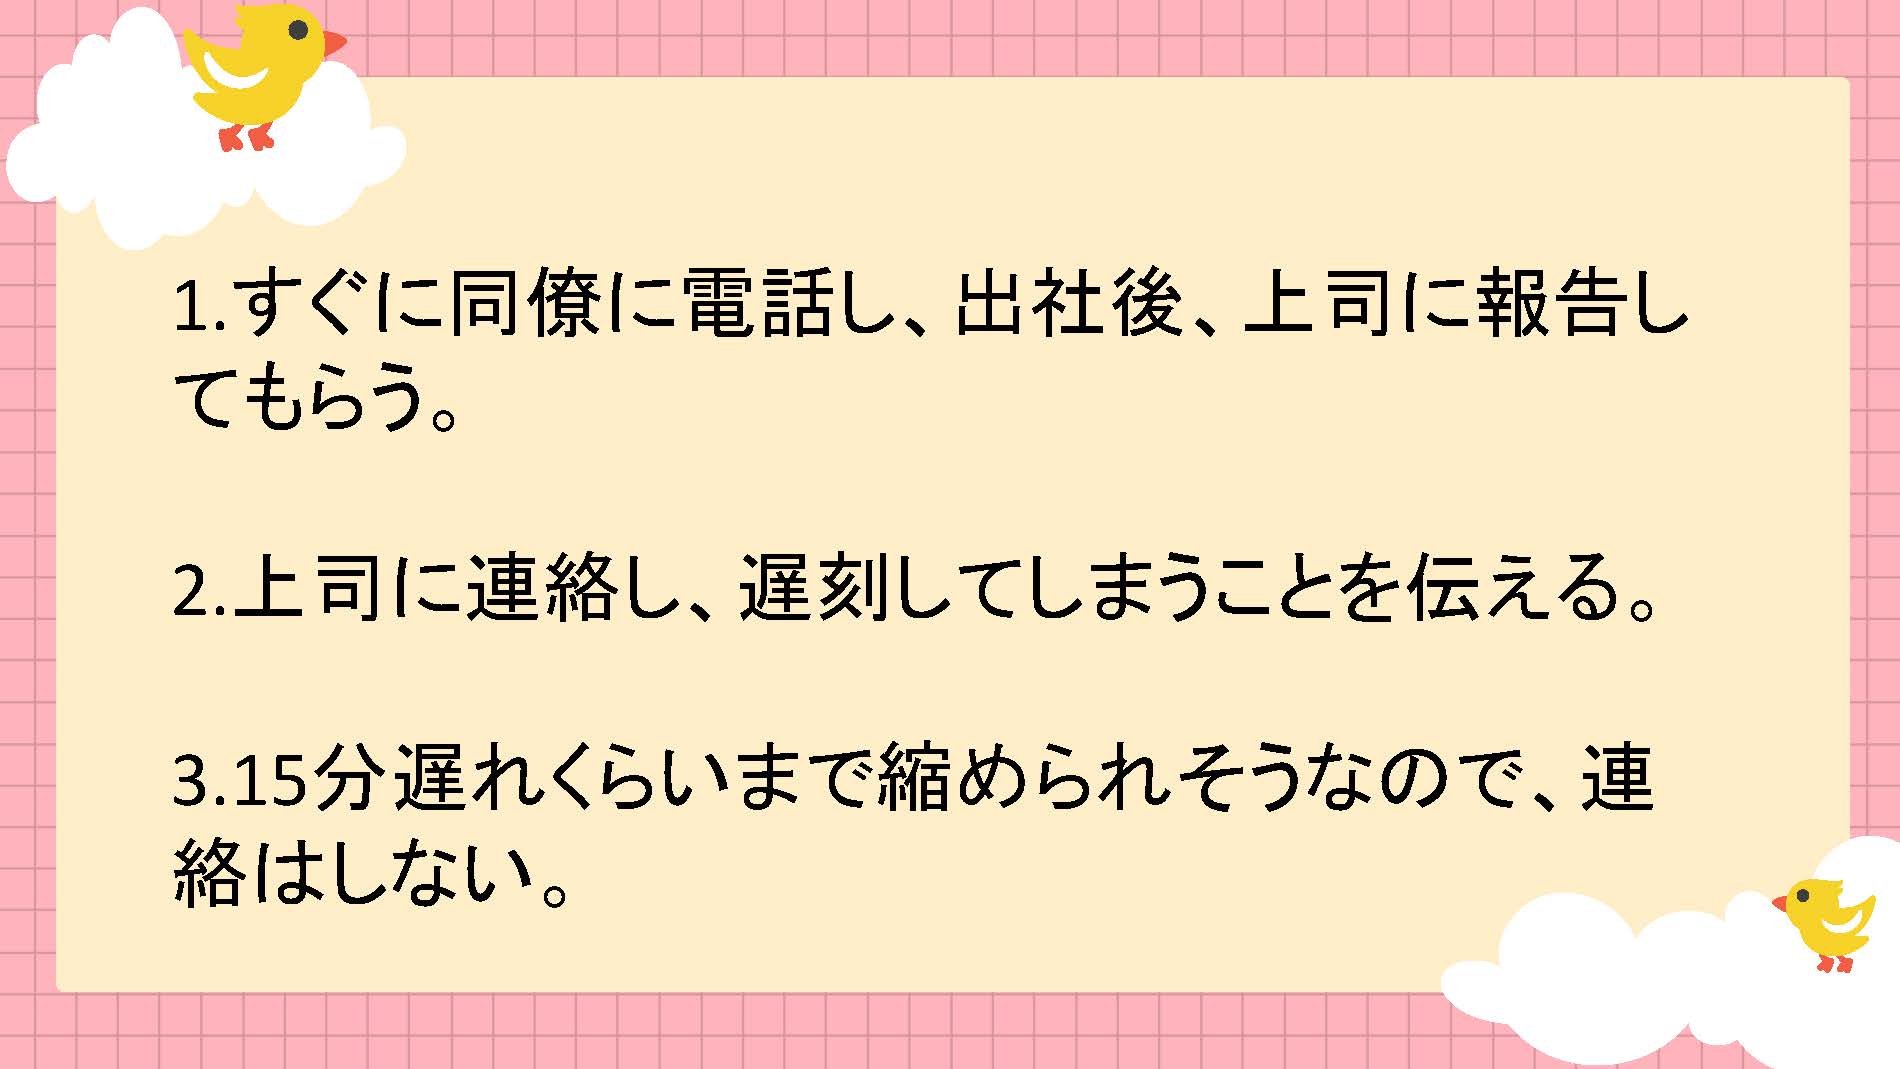 1.すぐに同僚に電話し、出社後、上司に報告し
てもらう。
2.上司に連絡し、遅刻してしまうことを伝える。
3.15分遅れくらいまで縮められそうなので、連
絡はしない。